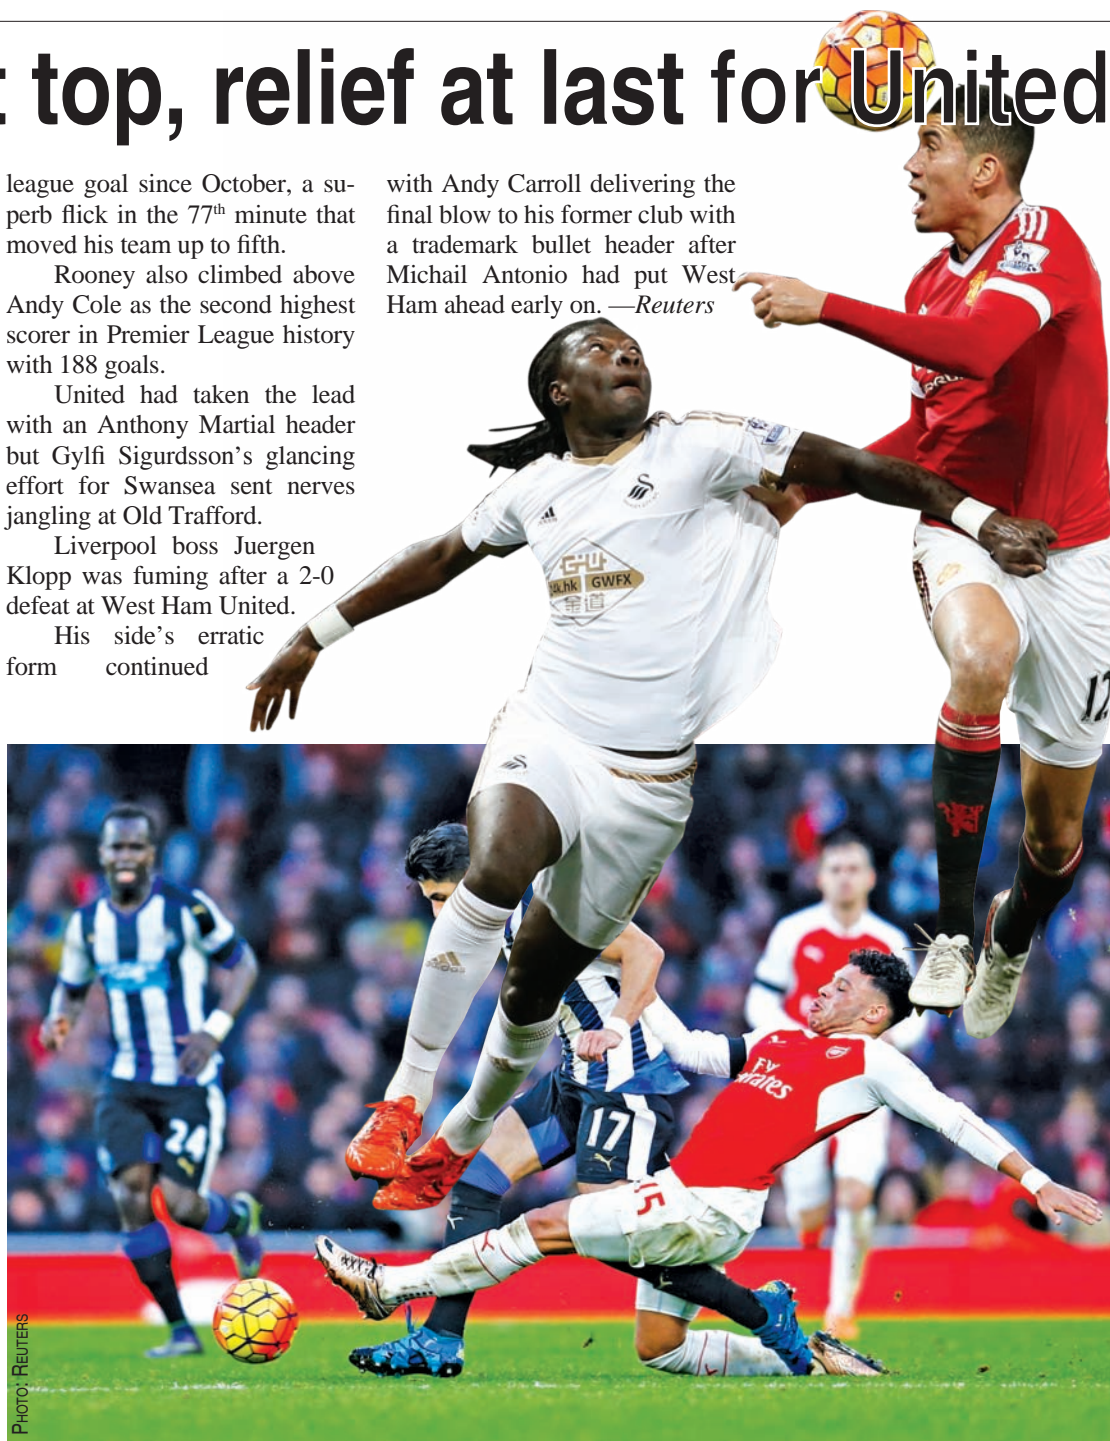 top, relief at last for United
league goal since October, a su-
perb flick in the 77th minute that
moved his team up to fifth.
Rooney also climbed above
Andy Cole as the second highest
scorer in Premier League history
with 188 goals.
United had taken the lead
with an Anthony Martial header
but Gylfi Sigurdsson’s glancing
effort for Swansea sent nerves
jangling at Old Trafford.
Liverpool boss Juergen
Klopp was fuming after a 2-0
defeat at West Ham United.
His side’s erratic
form continued
with Andy Carroll delivering the
final blow to his former club with
a trademark bullet header after
Michail Antonio had put West
Ham ahead early on. —Reuters
GWFX
金道
12
adidas
24
17
Fly
Emirates
15
PHOTO: REUTERS